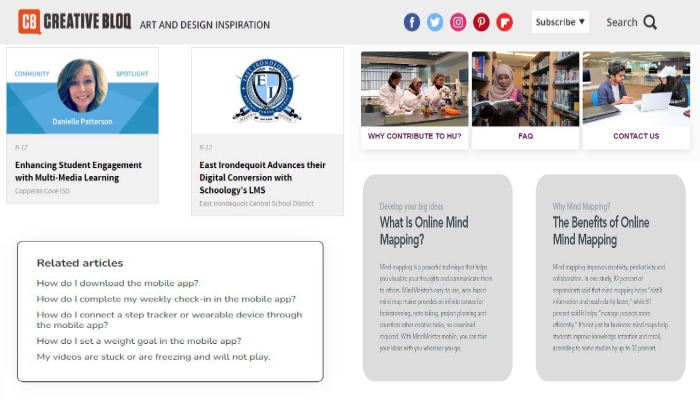 CB CREATIVE BLOQ ART AND DESIGN INSPIRATION
Subscribe ▼
Search
COMMUNITY SPOTLIGHT
Danielle Patterson
K-12
Enhancing Student Engagement
with Multi-Media Learning
Copperas Cove ISD
EAST IRONDEQUOIT
E I
K-12
East Irondequoit Advances their
Digital Conversion with
Schoology's LMS
East Irondequoit Central School District
WHY CONTRIBUTE TO HU?
FAQ
CONTACT US
Related articles
How do I download the mobile app?
How do I complete my weekly check-in in the mobile app?
How do I connect a step tracker or wearable device through
the mobile app?
How do I set a weight goal in the mobile app?
My videos are stuck or are freezing and will not play.
Develop your big ideas
What Is Online Mind
Mapping?
Mind mapping is a powerful technique that helps
you visualize your thoughts and communicate them
to others. MindMeister's easy to use, web-based
mind map maker provides an infinite canvas for
brainstorming, note taking, project planning and
countless other creative tasks, no download
required. With MindMeister mobile, you can take
your ideas with you wherever you go.
Why Mind Mapping?
The Benefits of Online
Mind Mapping
Mind mapping improves creativity, productivity and
collaboration. In one study, 92 percent of
respondents said that mind mapping helps "distill
information and reach clarity faster," while 81
percent said it helps "manage projects more
efficiently." It's not just for business: mind maps help
students improve knowledge retention and recall,
according to some studies by up to 32 percent.